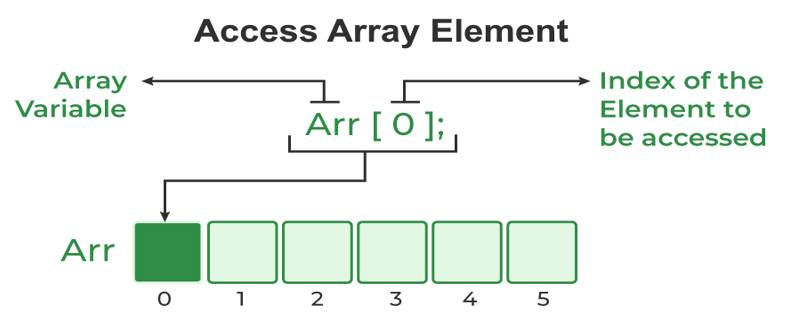 Access Array Element
Array
Variable
Index of the
Element to
be accessed
Arr [ 0 ];
Arr
0 1 2 3 4 5